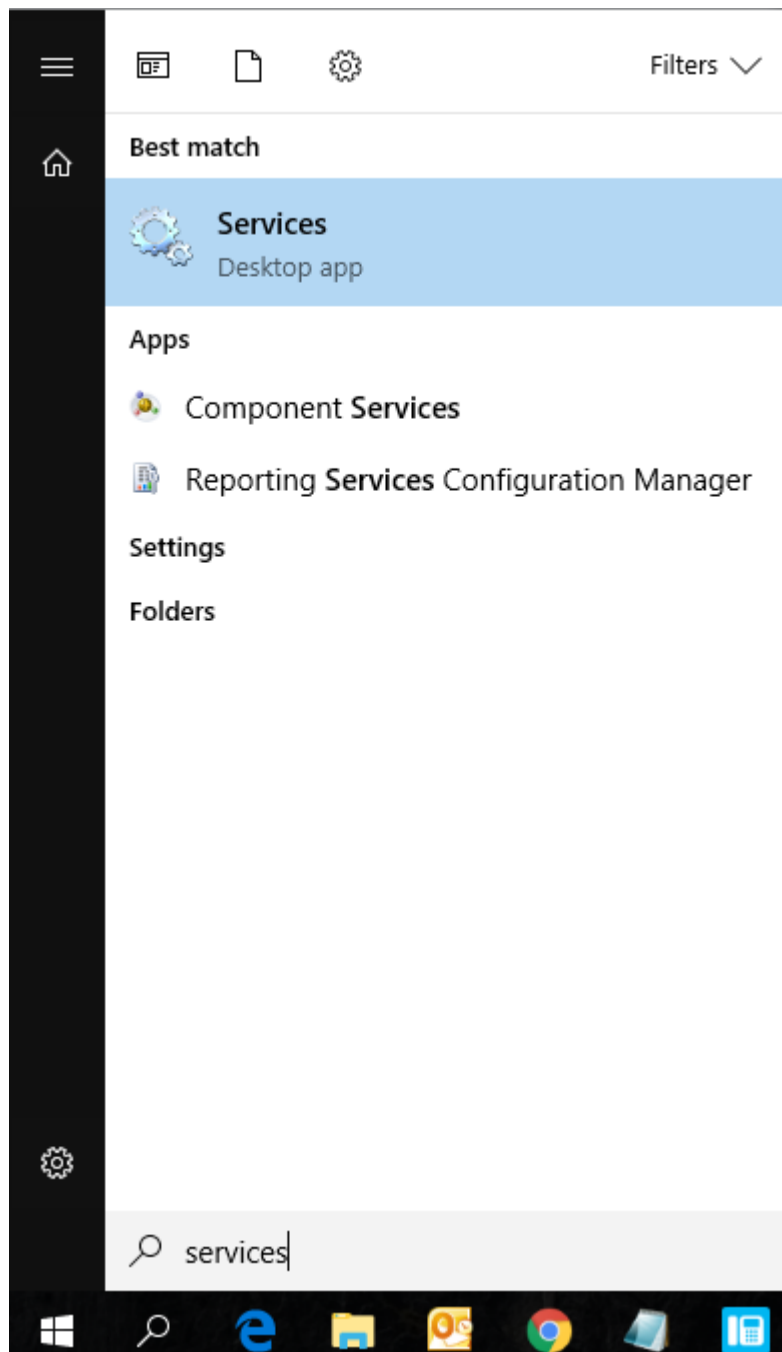 Filters
Best match
Services
Desktop app
Apps
Component Services
Reporting Services Configuration Manager
Settings
Folders
services